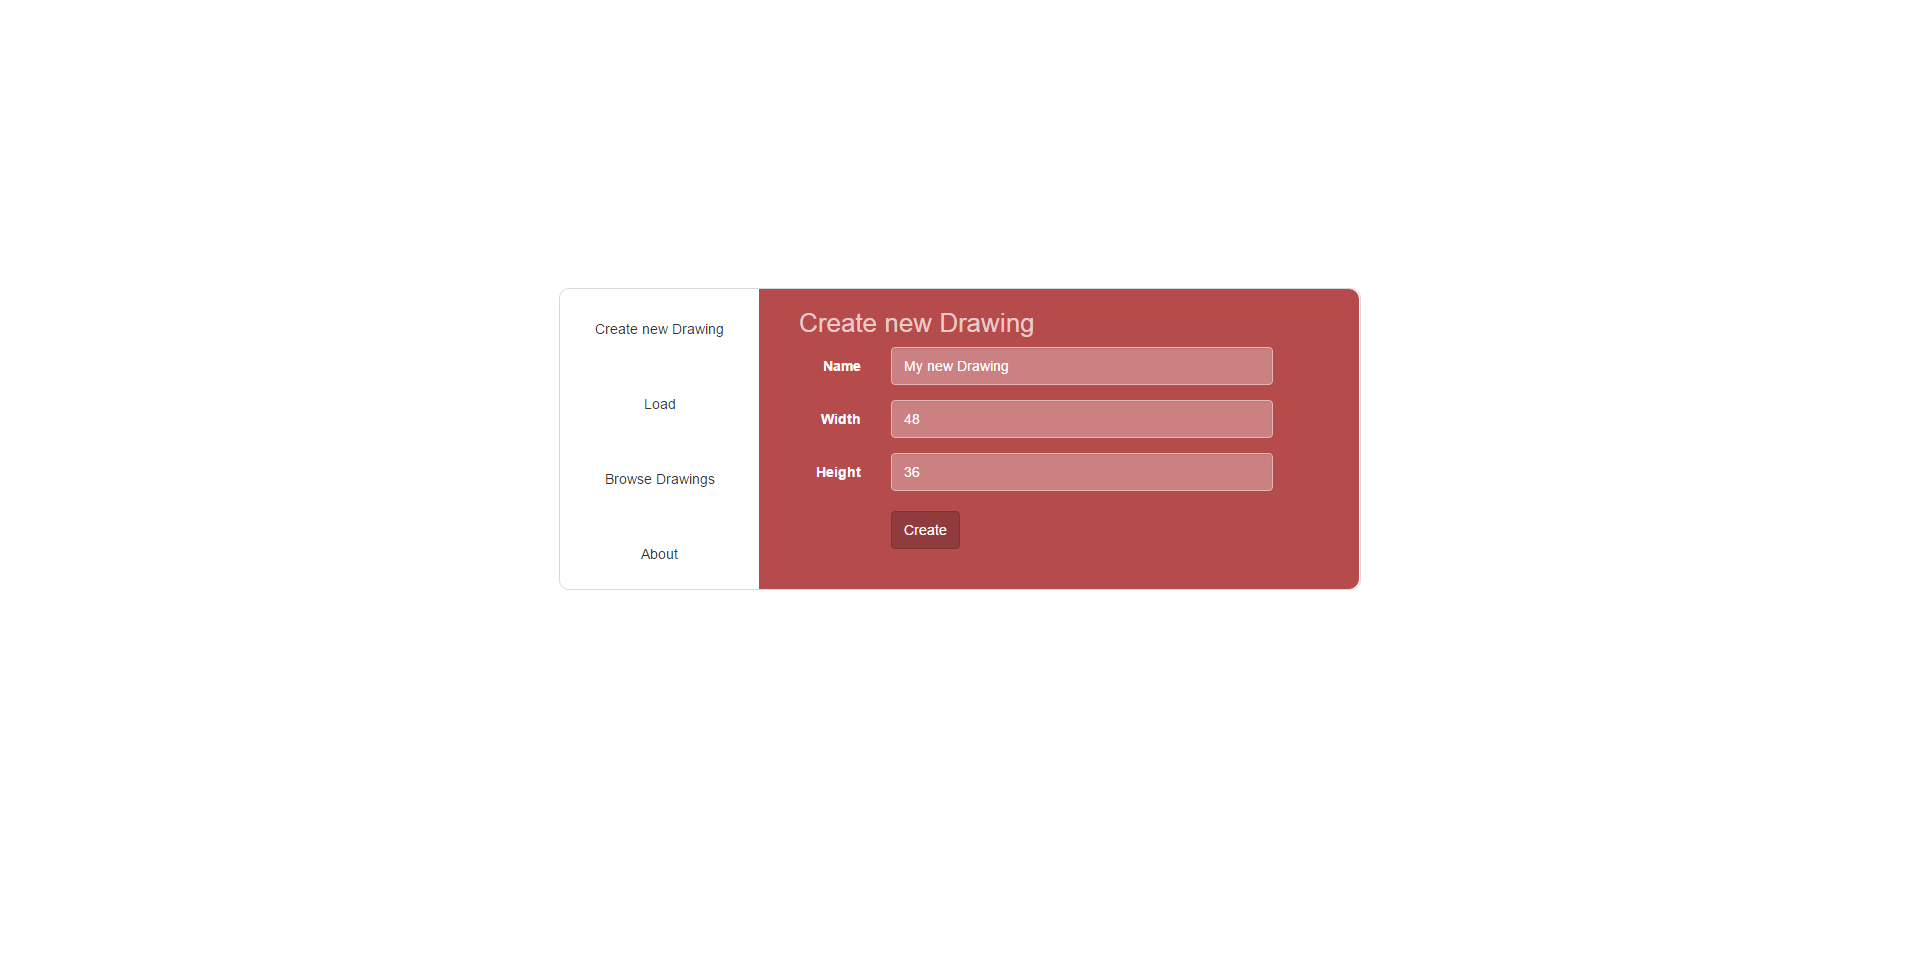 Create new Drawing
Load
Browse Drawings
About
Create new Drawing
Name My new Drawing
Width 48
Height 36
Create